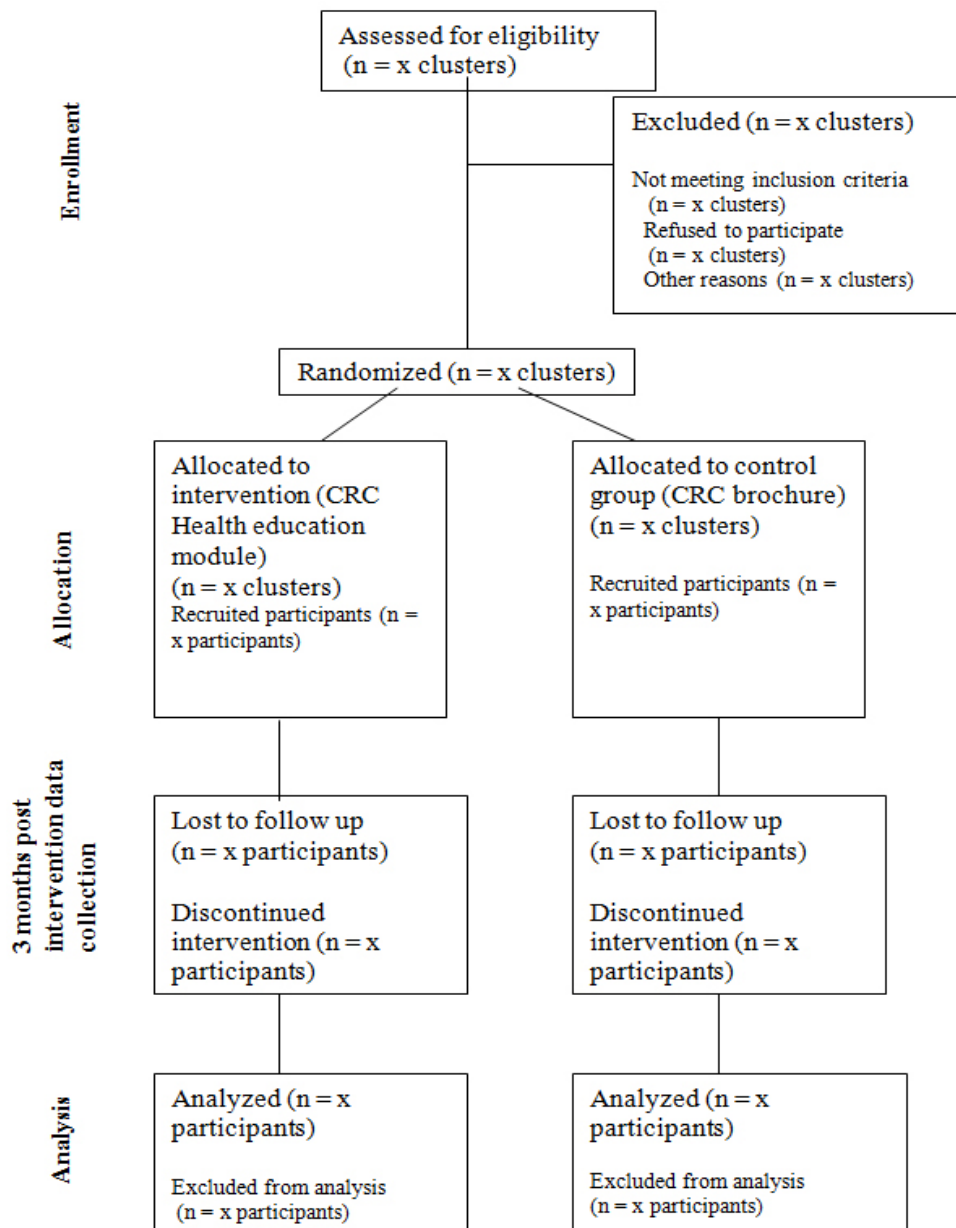 Assessed for eligibility
(n = x clusters)
Enrollment
Excluded (n = x clusters)
Not meeting inclusion criteria
(n = x clusters)
Refused to participate
(n = x clusters)
Other reasons (n = x clusters)
Randomized (n = x clusters)
Allocation
Allocated to
intervention (CRC
Health education
module)
(n = x clusters)
Recruited participants (n =
x participants)
Allocated to control
group (CRC brochure)
(n = x clusters)
Recruited participants (n =
x participants)
3 months post
intervention data
collection
Lost to follow up
(n = x participants)
Discontinued
intervention (n = x
participants)
Lost to follow up
(n = x participants)
Discontinued
intervention (n = x
participants)
Analysis
Analyzed (n = x
participants)
Excluded from analysis
(n = x participants)
Analyzed (n = x
participants)
Excluded from analysis
(n = x participants)